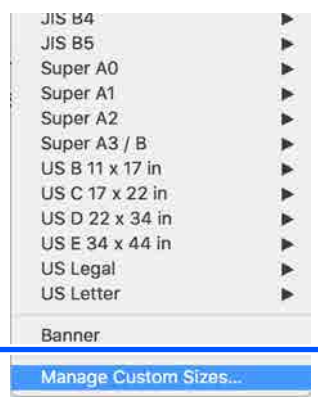 JIS B4
JIS B5
Super A0
Super A1
Super A2
Super A3 / B
US B 11 x 17 in
US C 17 x 22 in
US D 22 x 34 in
US E 34 x 44 in
US Legal
US Letter
Banner
Manage Custom Sizes...